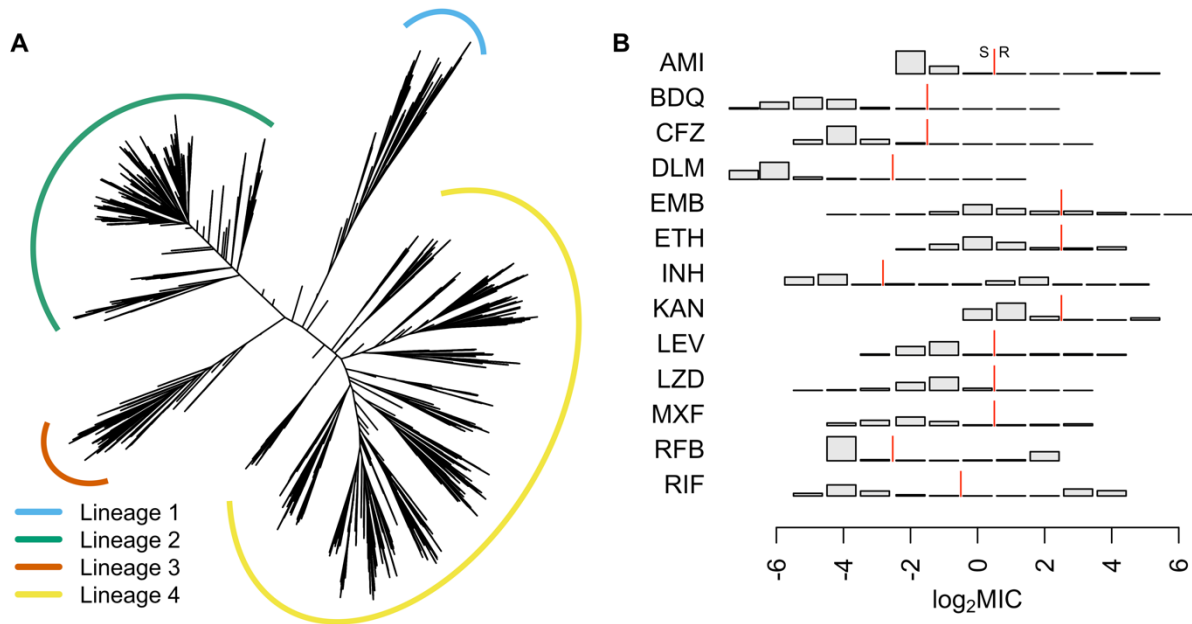 A
Lineage 1
Lineage 2
Lineage 3
Lineage 4
B
AMI
S R
BDQ
CFZ
DLM
EMB
ETH
INH
KAN
LEV
LZD
MXF
RFB
RIF
-6 -4 -2 0 2 4 6
log₂MIC